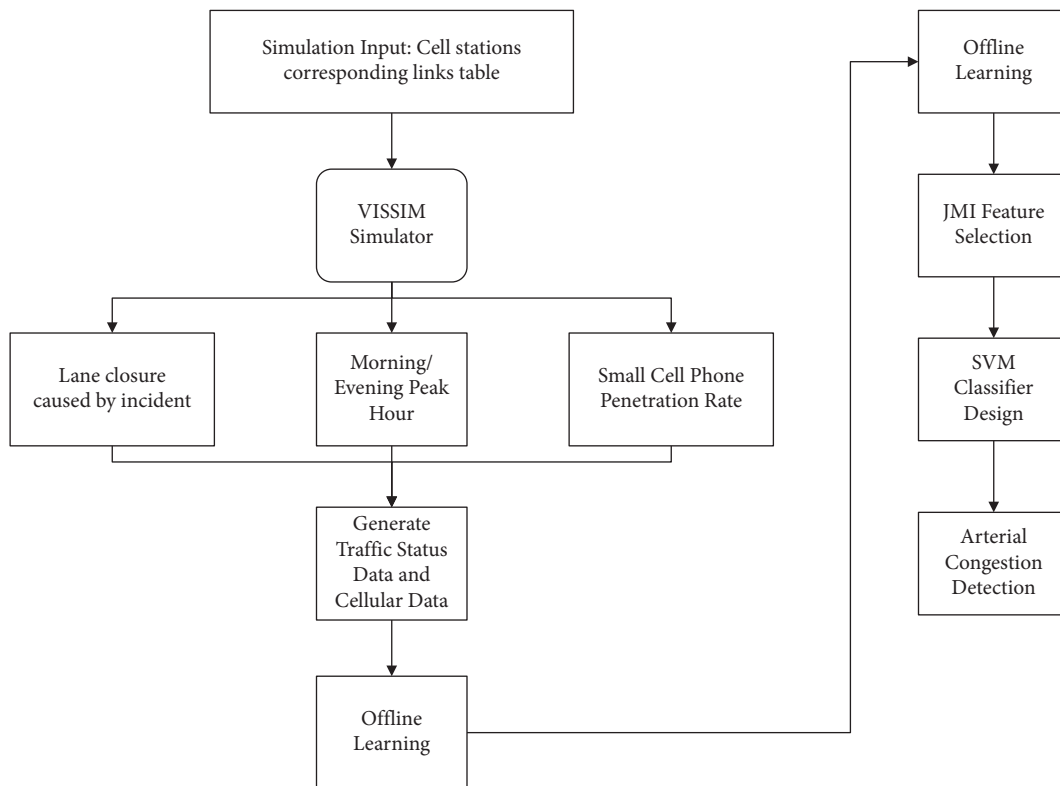 Simulation Input: Cell stations
corresponding links table
VISSIM
Simulator
Lane closure
caused by incident
Morning/
Evening Peak
Hour
Small Cell Phone
Penetration Rate
Generate
Traffic Status
Data and
Cellular Data
Offline
Learning
Offline
Learning
JMI Feature
Selection
SVM
Classifier
Design
Arterial
Congestion
Detection